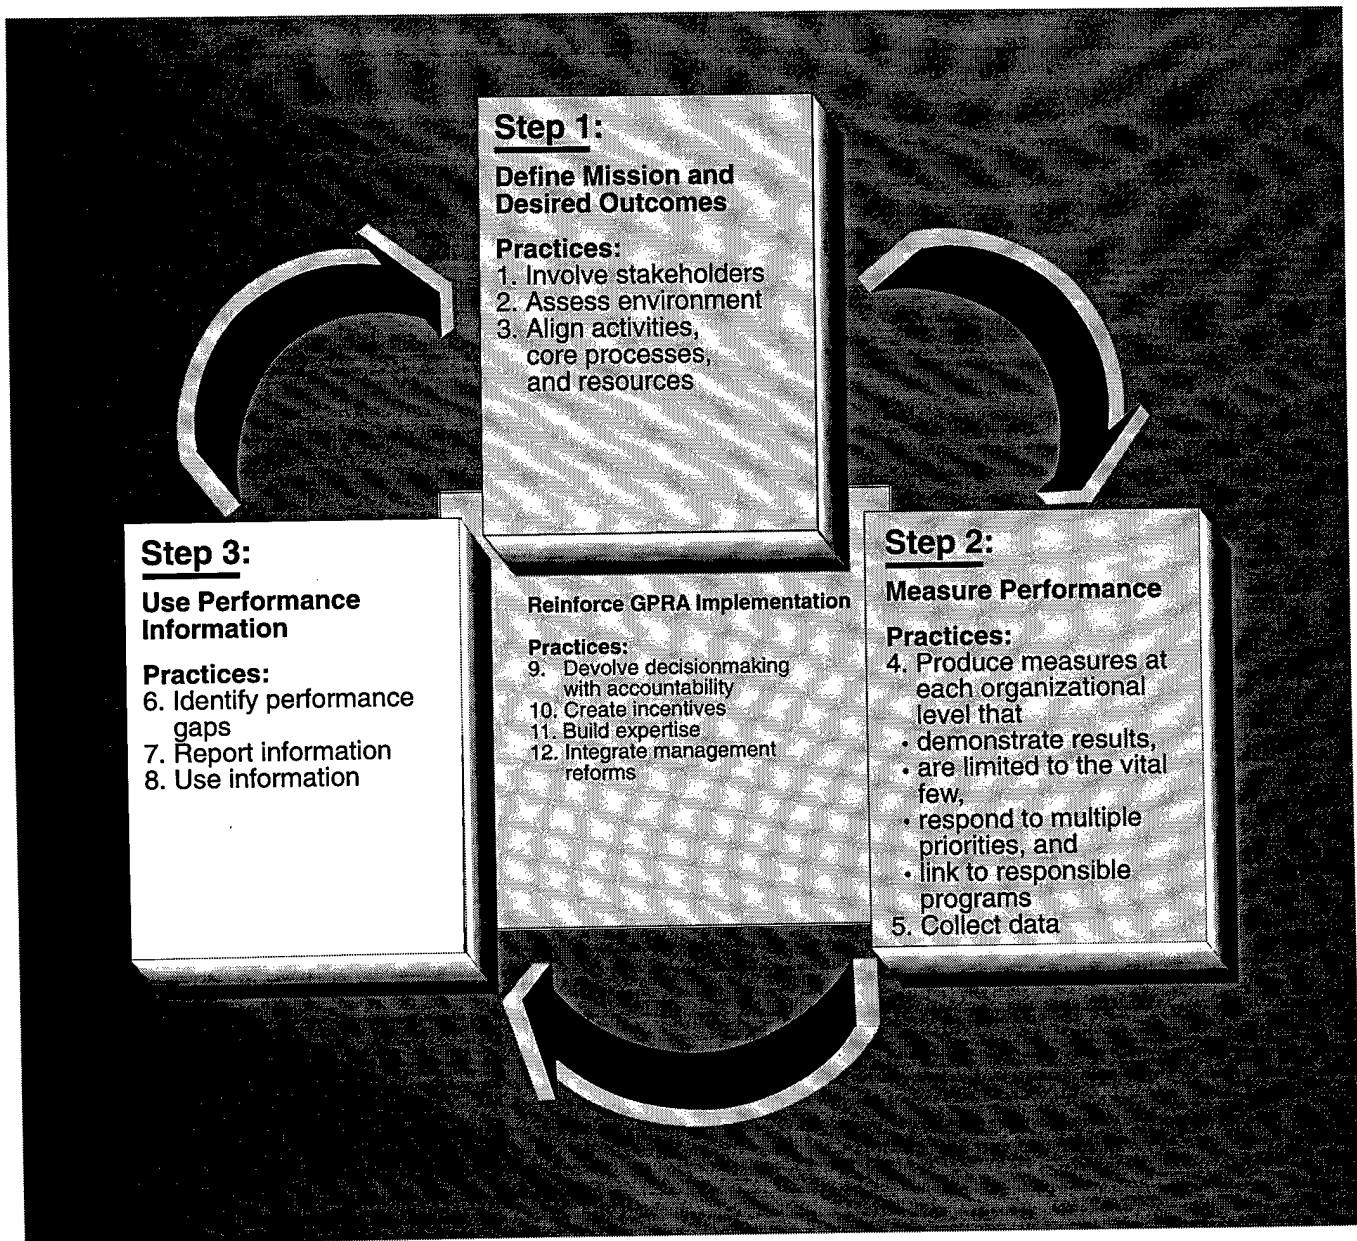 Step 1:
Define Mission and
Desired Outcomes
Practices:
1. Involve stakeholders
2. Assess environment
3. Align activities,
core processes,
and resources
Step 2:
Measure Performance
Practices:
4. Produce measures at
each organizational
level that
• demonstrate results,
• are limited to the vital
few,
• respond to multiple
priorities, and
• link to responsible
programs
5. Collect data
Step 3:
Use Performance
Information
Practices:
6. Identify performance
gaps
7. Report information
8. Use information
Reinforce GPRA Implementation
Practices:
9. Devolve decisionmaking
with accountability
10. Create incentives
11. Build expertise
12. Integrate management
reforms